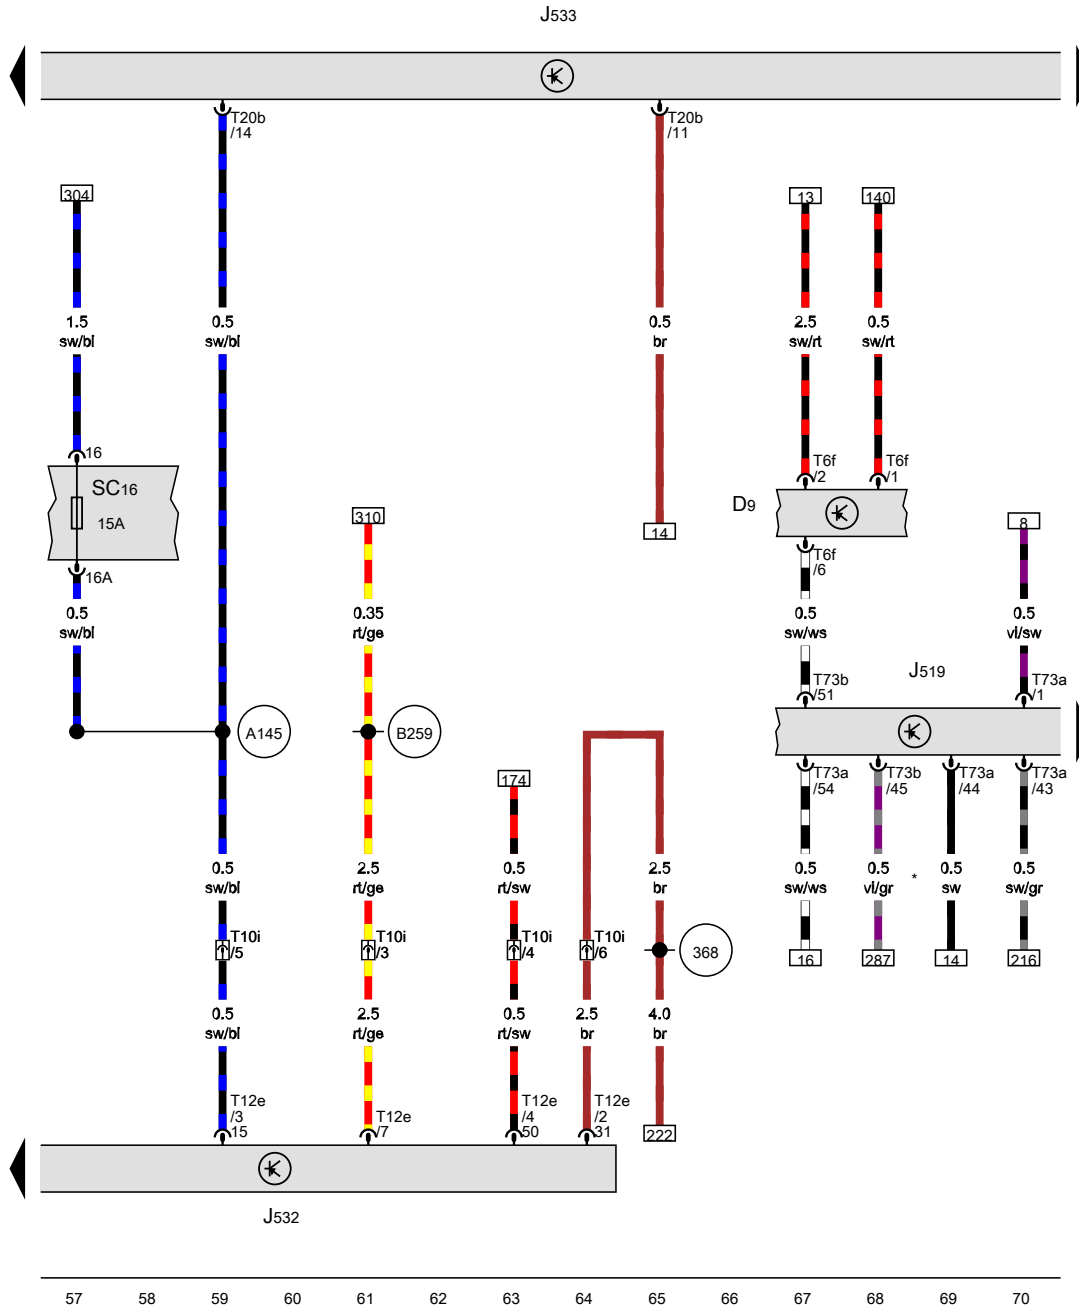 J533
T20b
/14
T20b
/11
304
13
140
1.5
sw/bl
0.5
sw/bl
0.5
br
2.5
sw/rt
0.5
sw/rt
16
SC16
15A
16A
T6f
/2
T6f
/1
D9
310
14
8
T6f
/6
0.5
sw/bl
0.35
rt/ge
0.5
sw/ws
0.5
vi/sw
J519
T73b
/51
T73a
/1
A145
B259
174
T73a
/54
T73b
/45
T73a
/44
T73a
/43
0.5
sw/bl
2.5
rt/ge
0.5
rt/sw
2.5
br
0.5
sw/ws
0.5
vi/gr
*
0.5
sw
0.5
sw/gr
T10i
/5
T10i
/3
T10i
/4
T10i
/6
368
16
287
14
216
0.5
sw/bl
2.5
rt/ge
0.5
rt/sw
2.5
br
4.0
br
T12e
/3
15
T12e
/7
T12e
/4
50
T12e
/2
31
222
J532
57 58 59 60 61 62 63 64 65 66 67 68 69 70